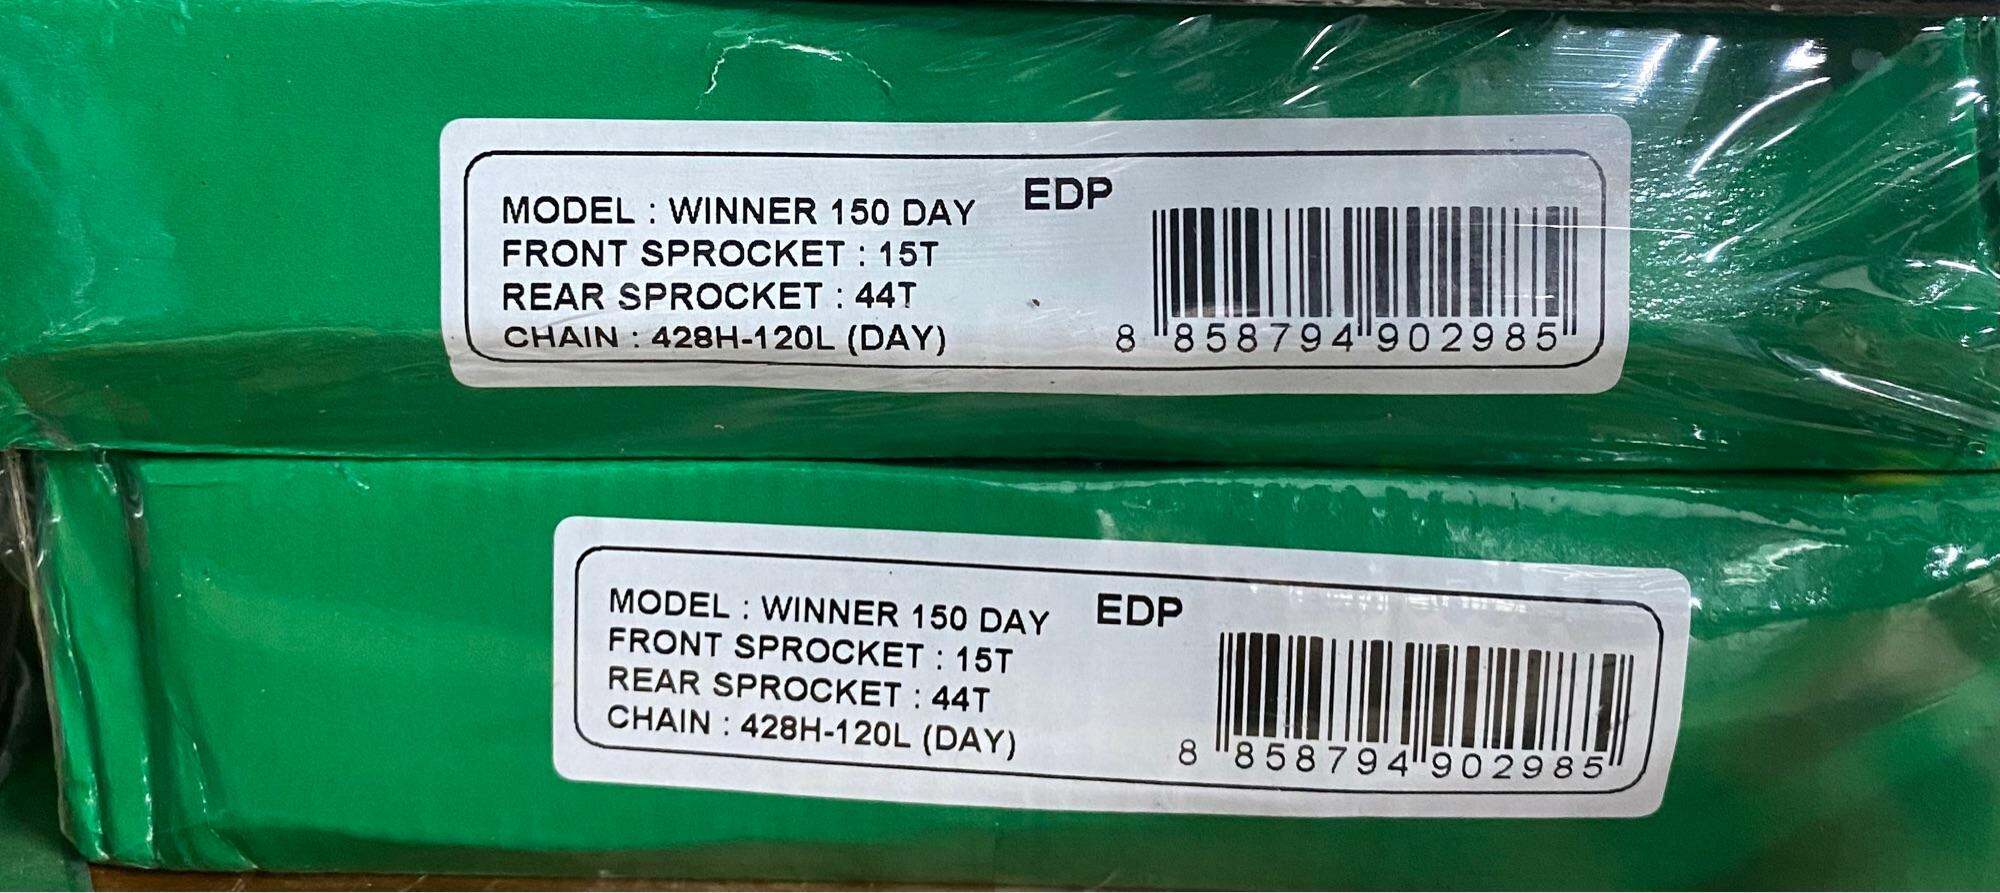 MODEL : WINNER 150 DAY EDP
FRONT SPROCKET : 15T
REAR SPROCKET : 44T
CHAIN : 428H-120L (DAY)
8 858794 902985
MODEL : WINNER 150 DAY EDP
FRONT SPROCKET : 15T
REAR SPROCKET : 44T
CHAIN : 428H-120L (DAY)
8 858794 902985